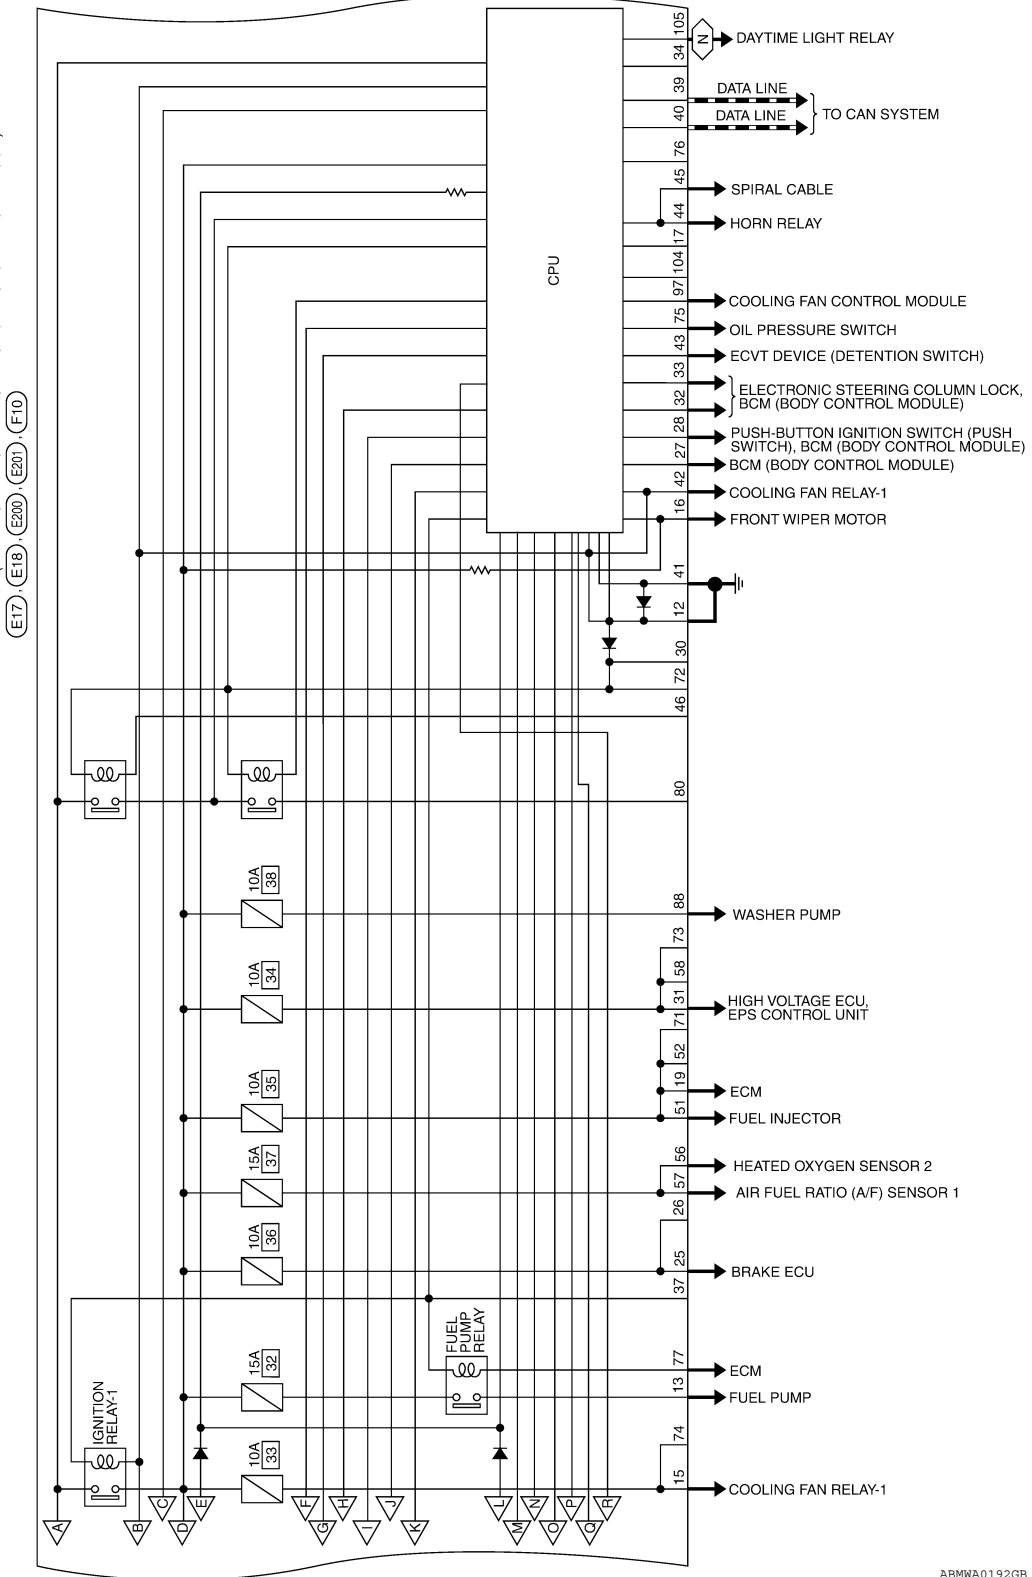 105
DAYTIME LIGHT RELAY
N
34
39
DATA LINE
40
DATA LINE
TO CAN SYSTEM
76
45
SPIRAL CABLE
44
HORN RELAY
17
104
CPU
97
COOLING FAN CONTROL MODULE
75
OIL PRESSURE SWITCH
43
ECVT DEVICE (DETENTION SWITCH)
33
ELECTRONIC STEERING COLUMN LOCK,
BCM (BODY CONTROL MODULE)
32
28
PUSH-BUTTON IGNITION SWITCH (PUSH
SWITCH), BCM (BODY CONTROL MODULE)
27
BCM (BODY CONTROL MODULE)
42
COOLING FAN RELAY-1
16
FRONT WIPER MOTOR
E17 , E18 , E200 , E201 , F10
41
12
30
72
46
80
10A
38
88
WASHER PUMP
73
10A
34
58
31
HIGH VOLTAGE ECU,
EPS CONTROL UNIT
71
52
10A
35
19
ECM
51
FUEL INJECTOR
15A
37
56
HEATED OXYGEN SENSOR 2
57
AIR FUEL RATIO (A/F) SENSOR 1
26
10A
36
25
BRAKE ECU
37
FUEL
PUMP
RELAY
15A
32
77
ECM
13
FUEL PUMP
IGNITION
RELAY-1
10A
33
74
15
COOLING FAN RELAY-1
A B C D E F G H I J K L M N O P Q R
ABMWA0192GB